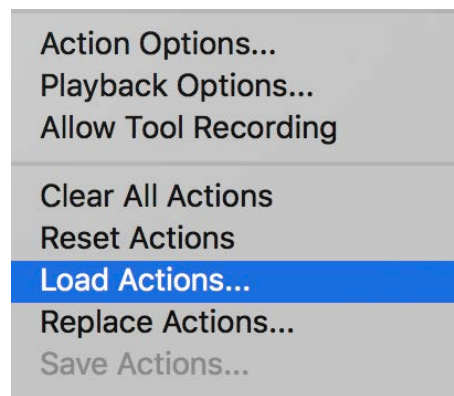 Action Options...
Playback Options...
Allow Tool Recording
Clear All Actions
Reset Actions
Load Actions...
Replace Actions...
Save Actions...